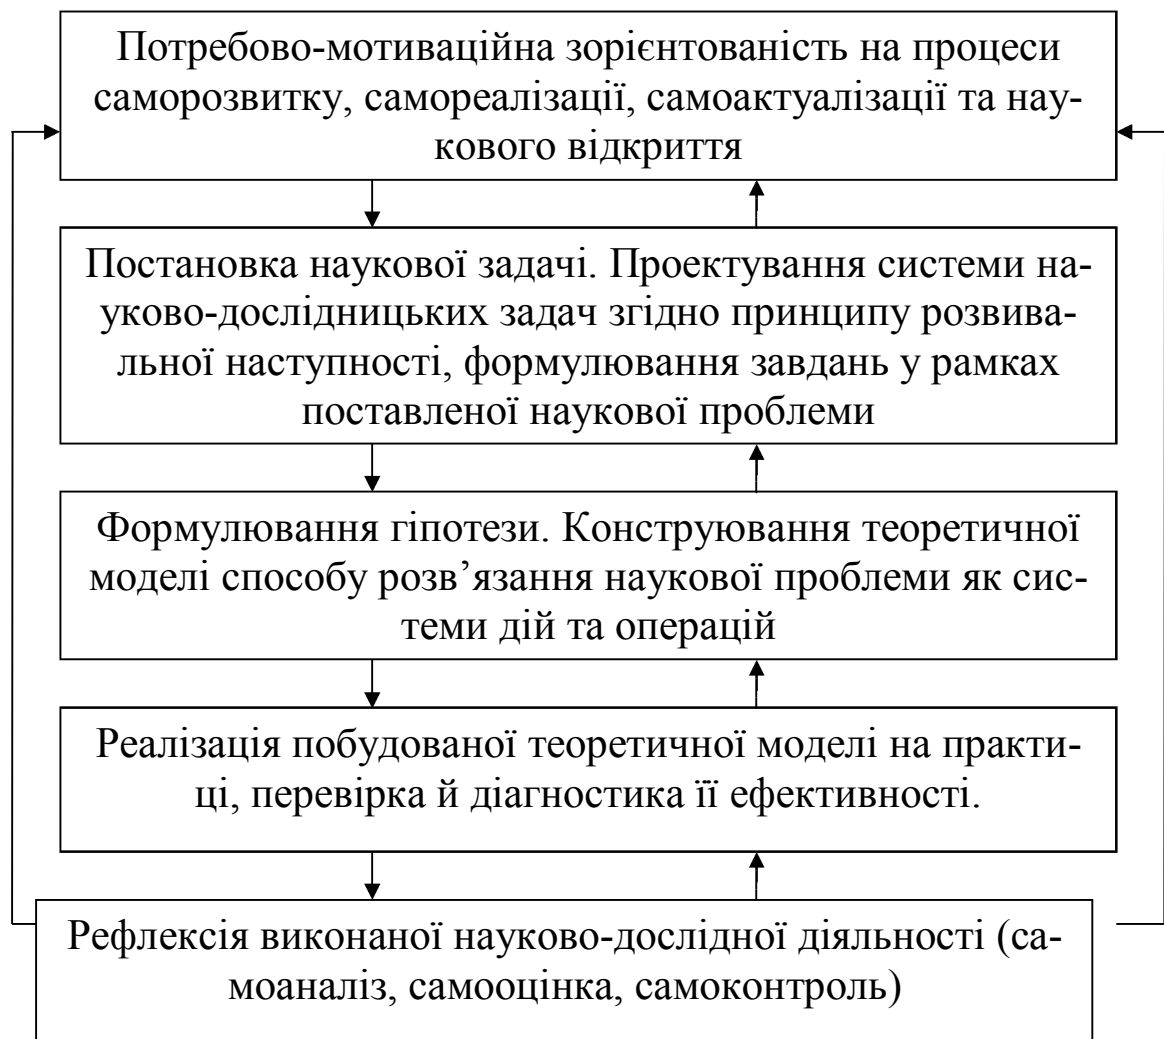 Потребово-мотиваційна зорієнтованість на процеси
саморозвитку, самореалізації, самоактуалізації та нау-
кового відкриття
Постановка наукової задачі. Проектування системи на-
уково-дослідницьких задач згідно принципу розвива-
льної наступності, формулювання завдань у рамках
поставленої наукової проблеми
Формулювання гіпотези. Конструювання теоретичної
моделі способу розв’язання наукової проблеми як сис-
теми дій та операцій
Реалізація побудованої теоретичної моделі на практи-
ці, перевірка й діагностика її ефективності.
Рефлексія виконаної науково-дослідної діяльності (са-
моаналіз, самооцінка, самоконтроль)